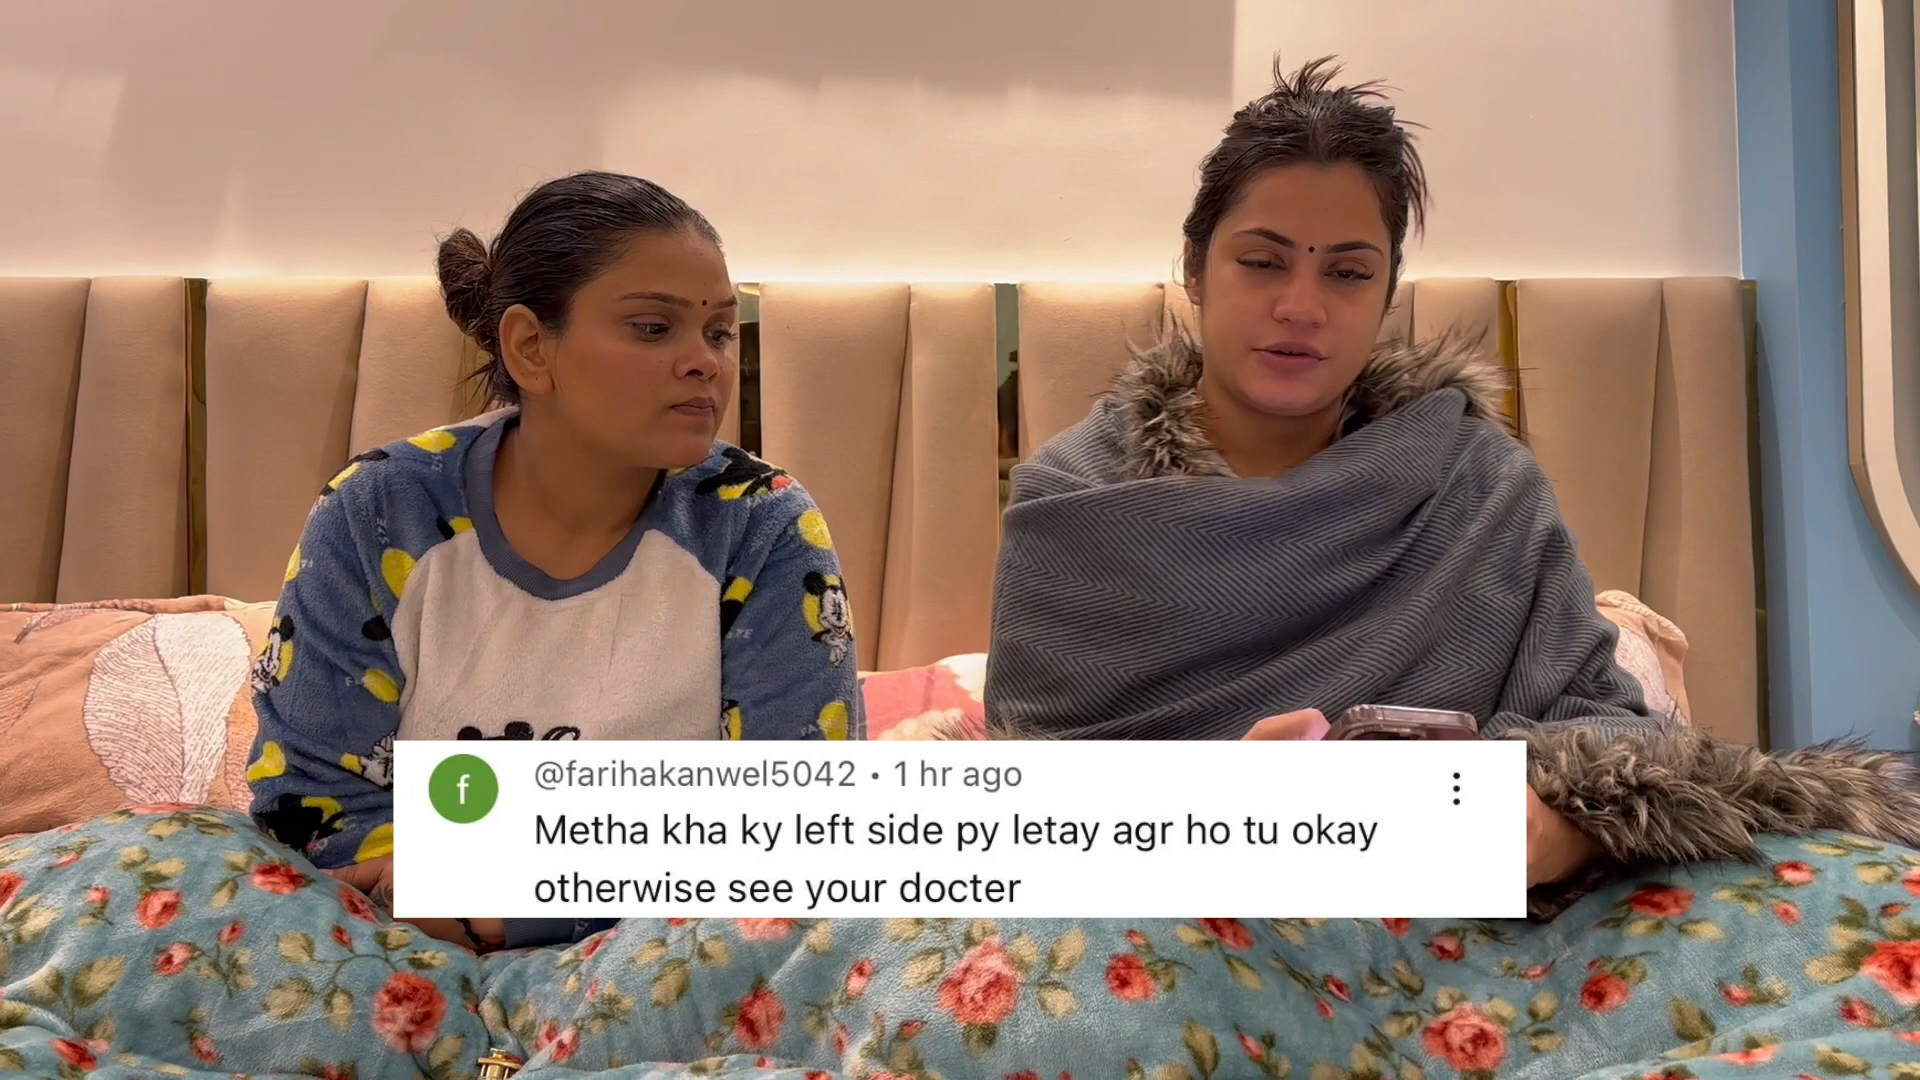 f
@farihakanwel5042 • 1 hr ago
Metha kha ky left side py letay agr ho tu okay
otherwise see your docter